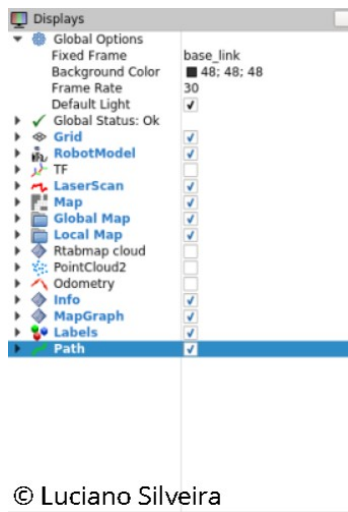 Displays
Global Options
Fixed Frame base_link
Background Color 48; 48; 48
Frame Rate 30
Default Light
Global Status: Ok
Grid
RobotModel
TF
LaserScan
Map
Global Map
Local Map
Rtabmap cloud
PointCloud2
Odometry
Info
MapGraph
Labels
Path
© Luciano Silveira